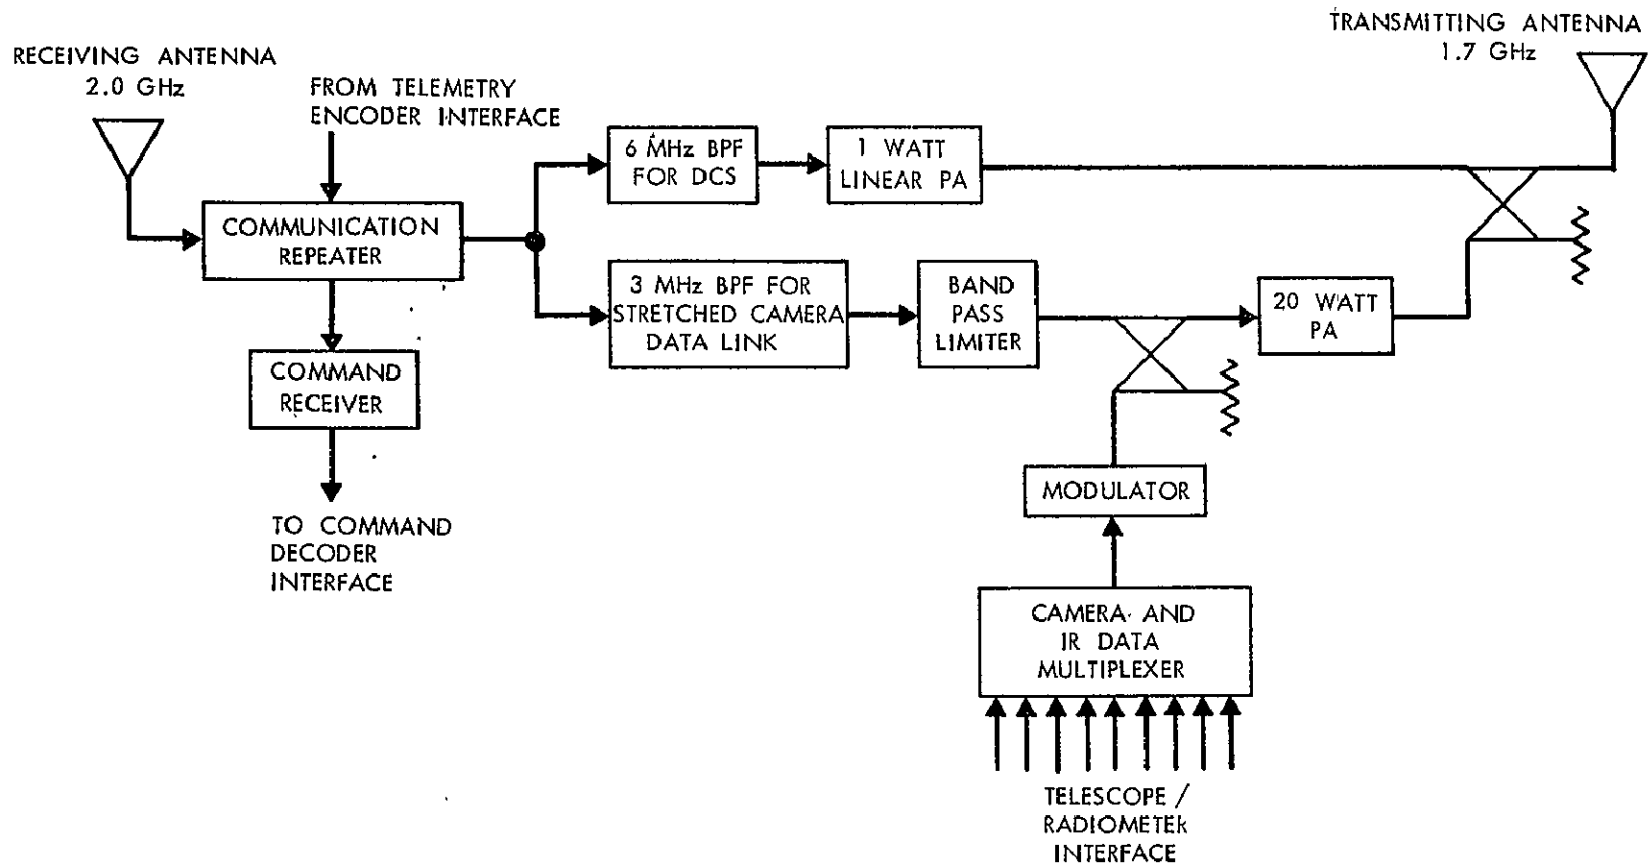 TRANSMITTING ANTENNA
1.7 GHz
RECEIVING ANTENNA
2.0 GHz
FROM TELEMETRY
ENCODER INTERFACE
6 MHz BPF
FOR DCS
1 WATT
LINEAR PA
COMMUNICATION
REPEATER
3 MHz BPF FOR
STRETCHED CAMERA
DATA LINK
BAND
PASS
LIMITER
20 WATT
PA
COMMAND
RECEIVER
MODULATOR
TO COMMAND
DECODER
INTERFACE
CAMERA AND
IR DATA
MULTIPLEXER
TELESCOPE /
RADIOMETER
INTERFACE